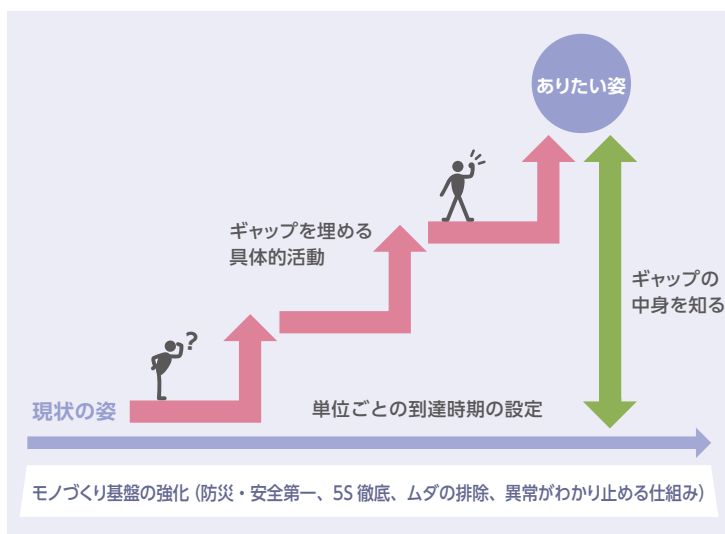 ありたい姿
ギャップを埋める
具体的活動
ギャップの
中身を知る
?
現状の姿
単位ごとの到達時期の設定
モノづくり基盤の強化(防災・安全第一、5S 徹底、ムダの排除、異常がわかり止める仕組み)